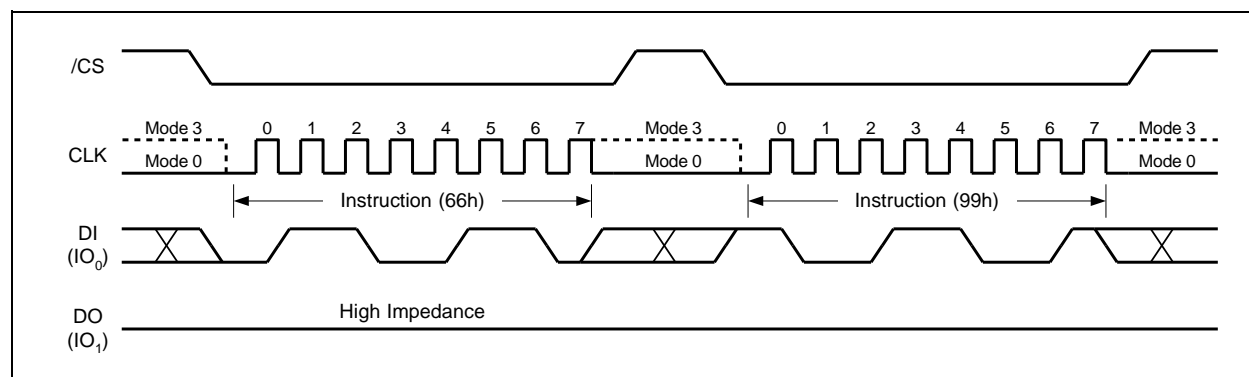 /CS
Mode 3 0 1 2 3 4 5 6 7 Mode 3 0 1 2 3 4 5 6 7 Mode 3
CLK
Mode 0 Mode 0 Mode 0
Instruction (66h) Instruction (99h)
DI
(IO0)
High Impedance
DO
(IO1)